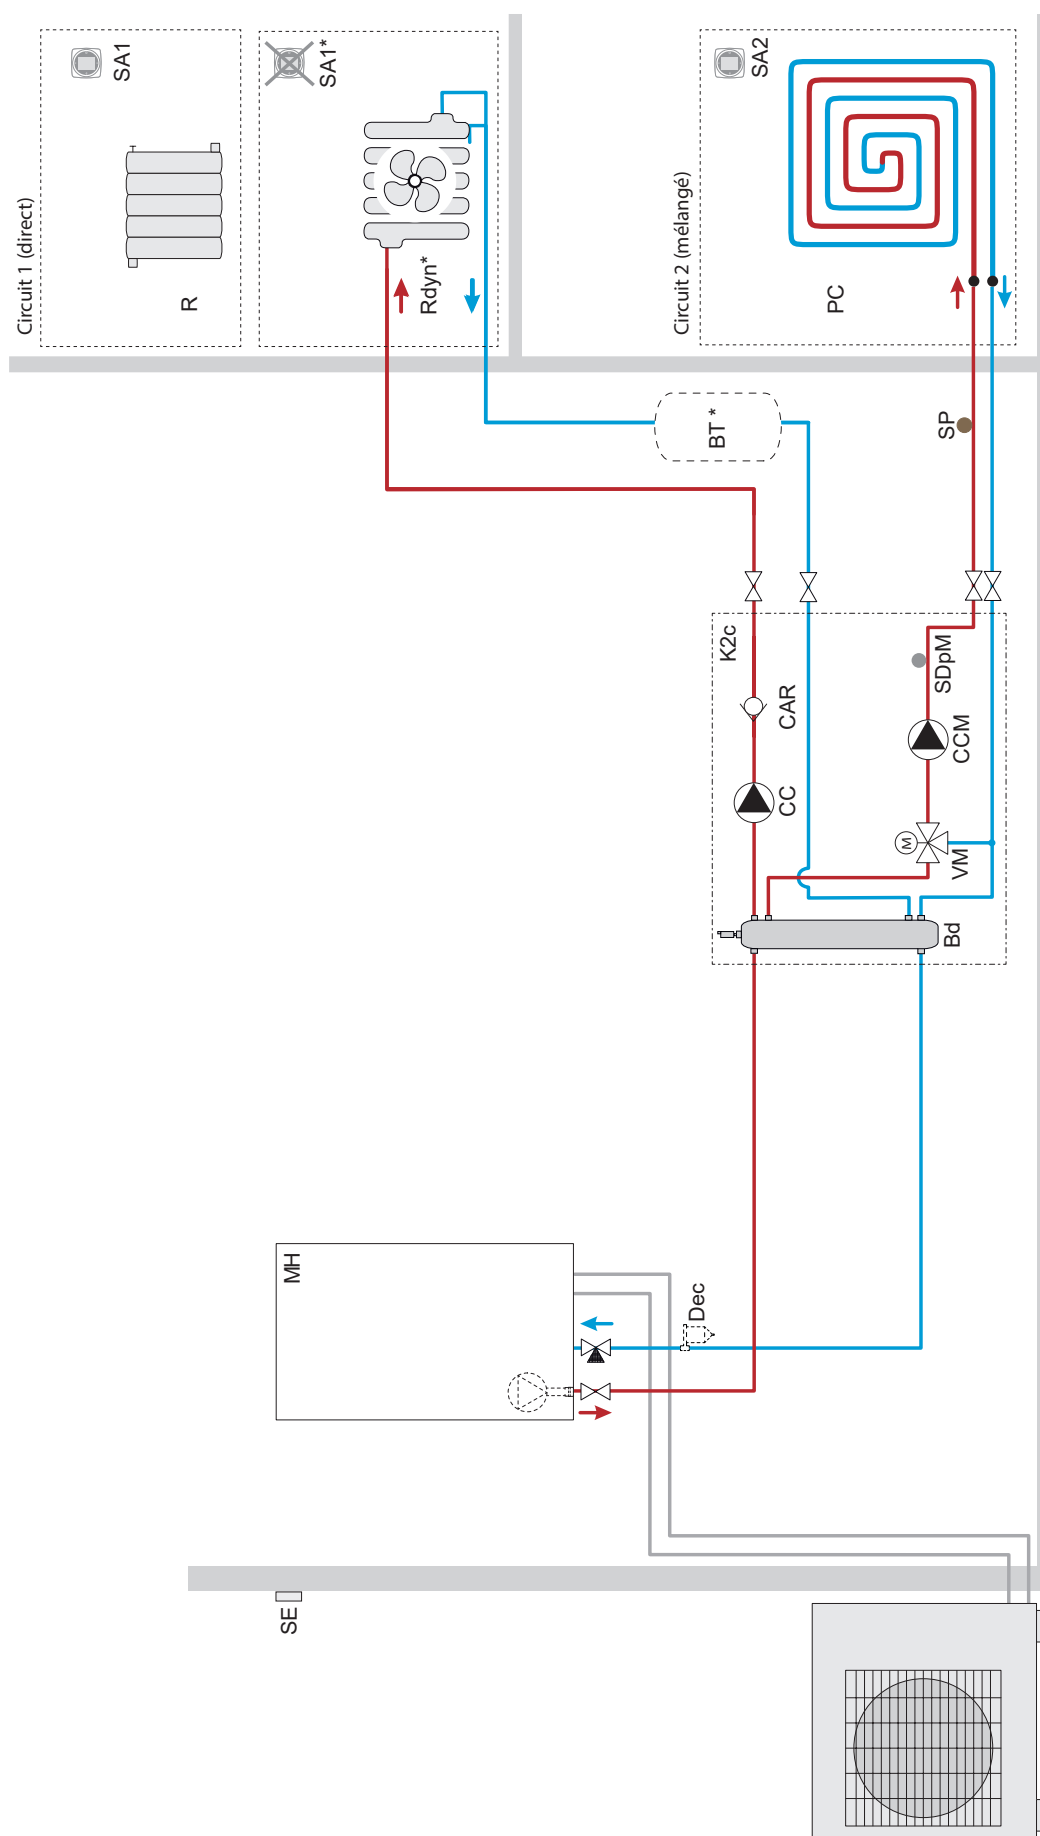 Circuit 1 (direct)
SA1
R
SA1*
Rdyn*
Circuit 2 (mélangé)
SA2
PC
BT *
SP
K2c
CAR
CC
SDpM
CCM
M
VM
Bd
MH
Dec
SE